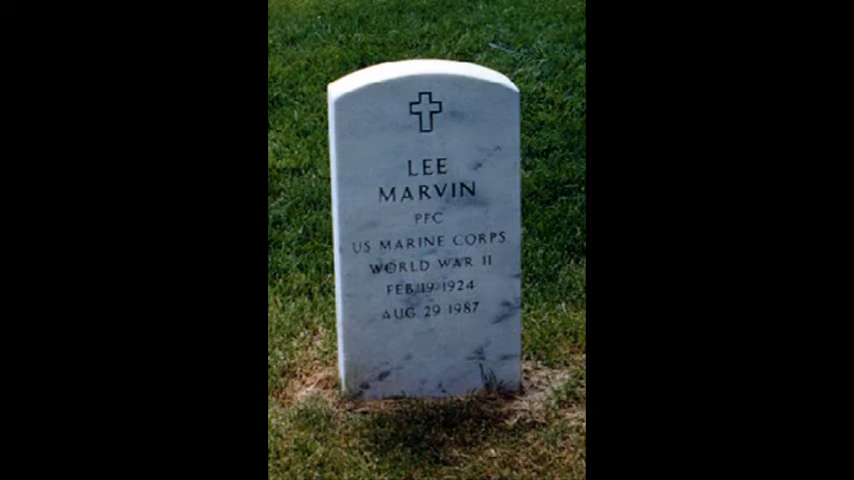 LEE
MARVIN
PFC
US MARINE CORPS
WORLD WAR II
FEB 19 1924
AUG 29 1987